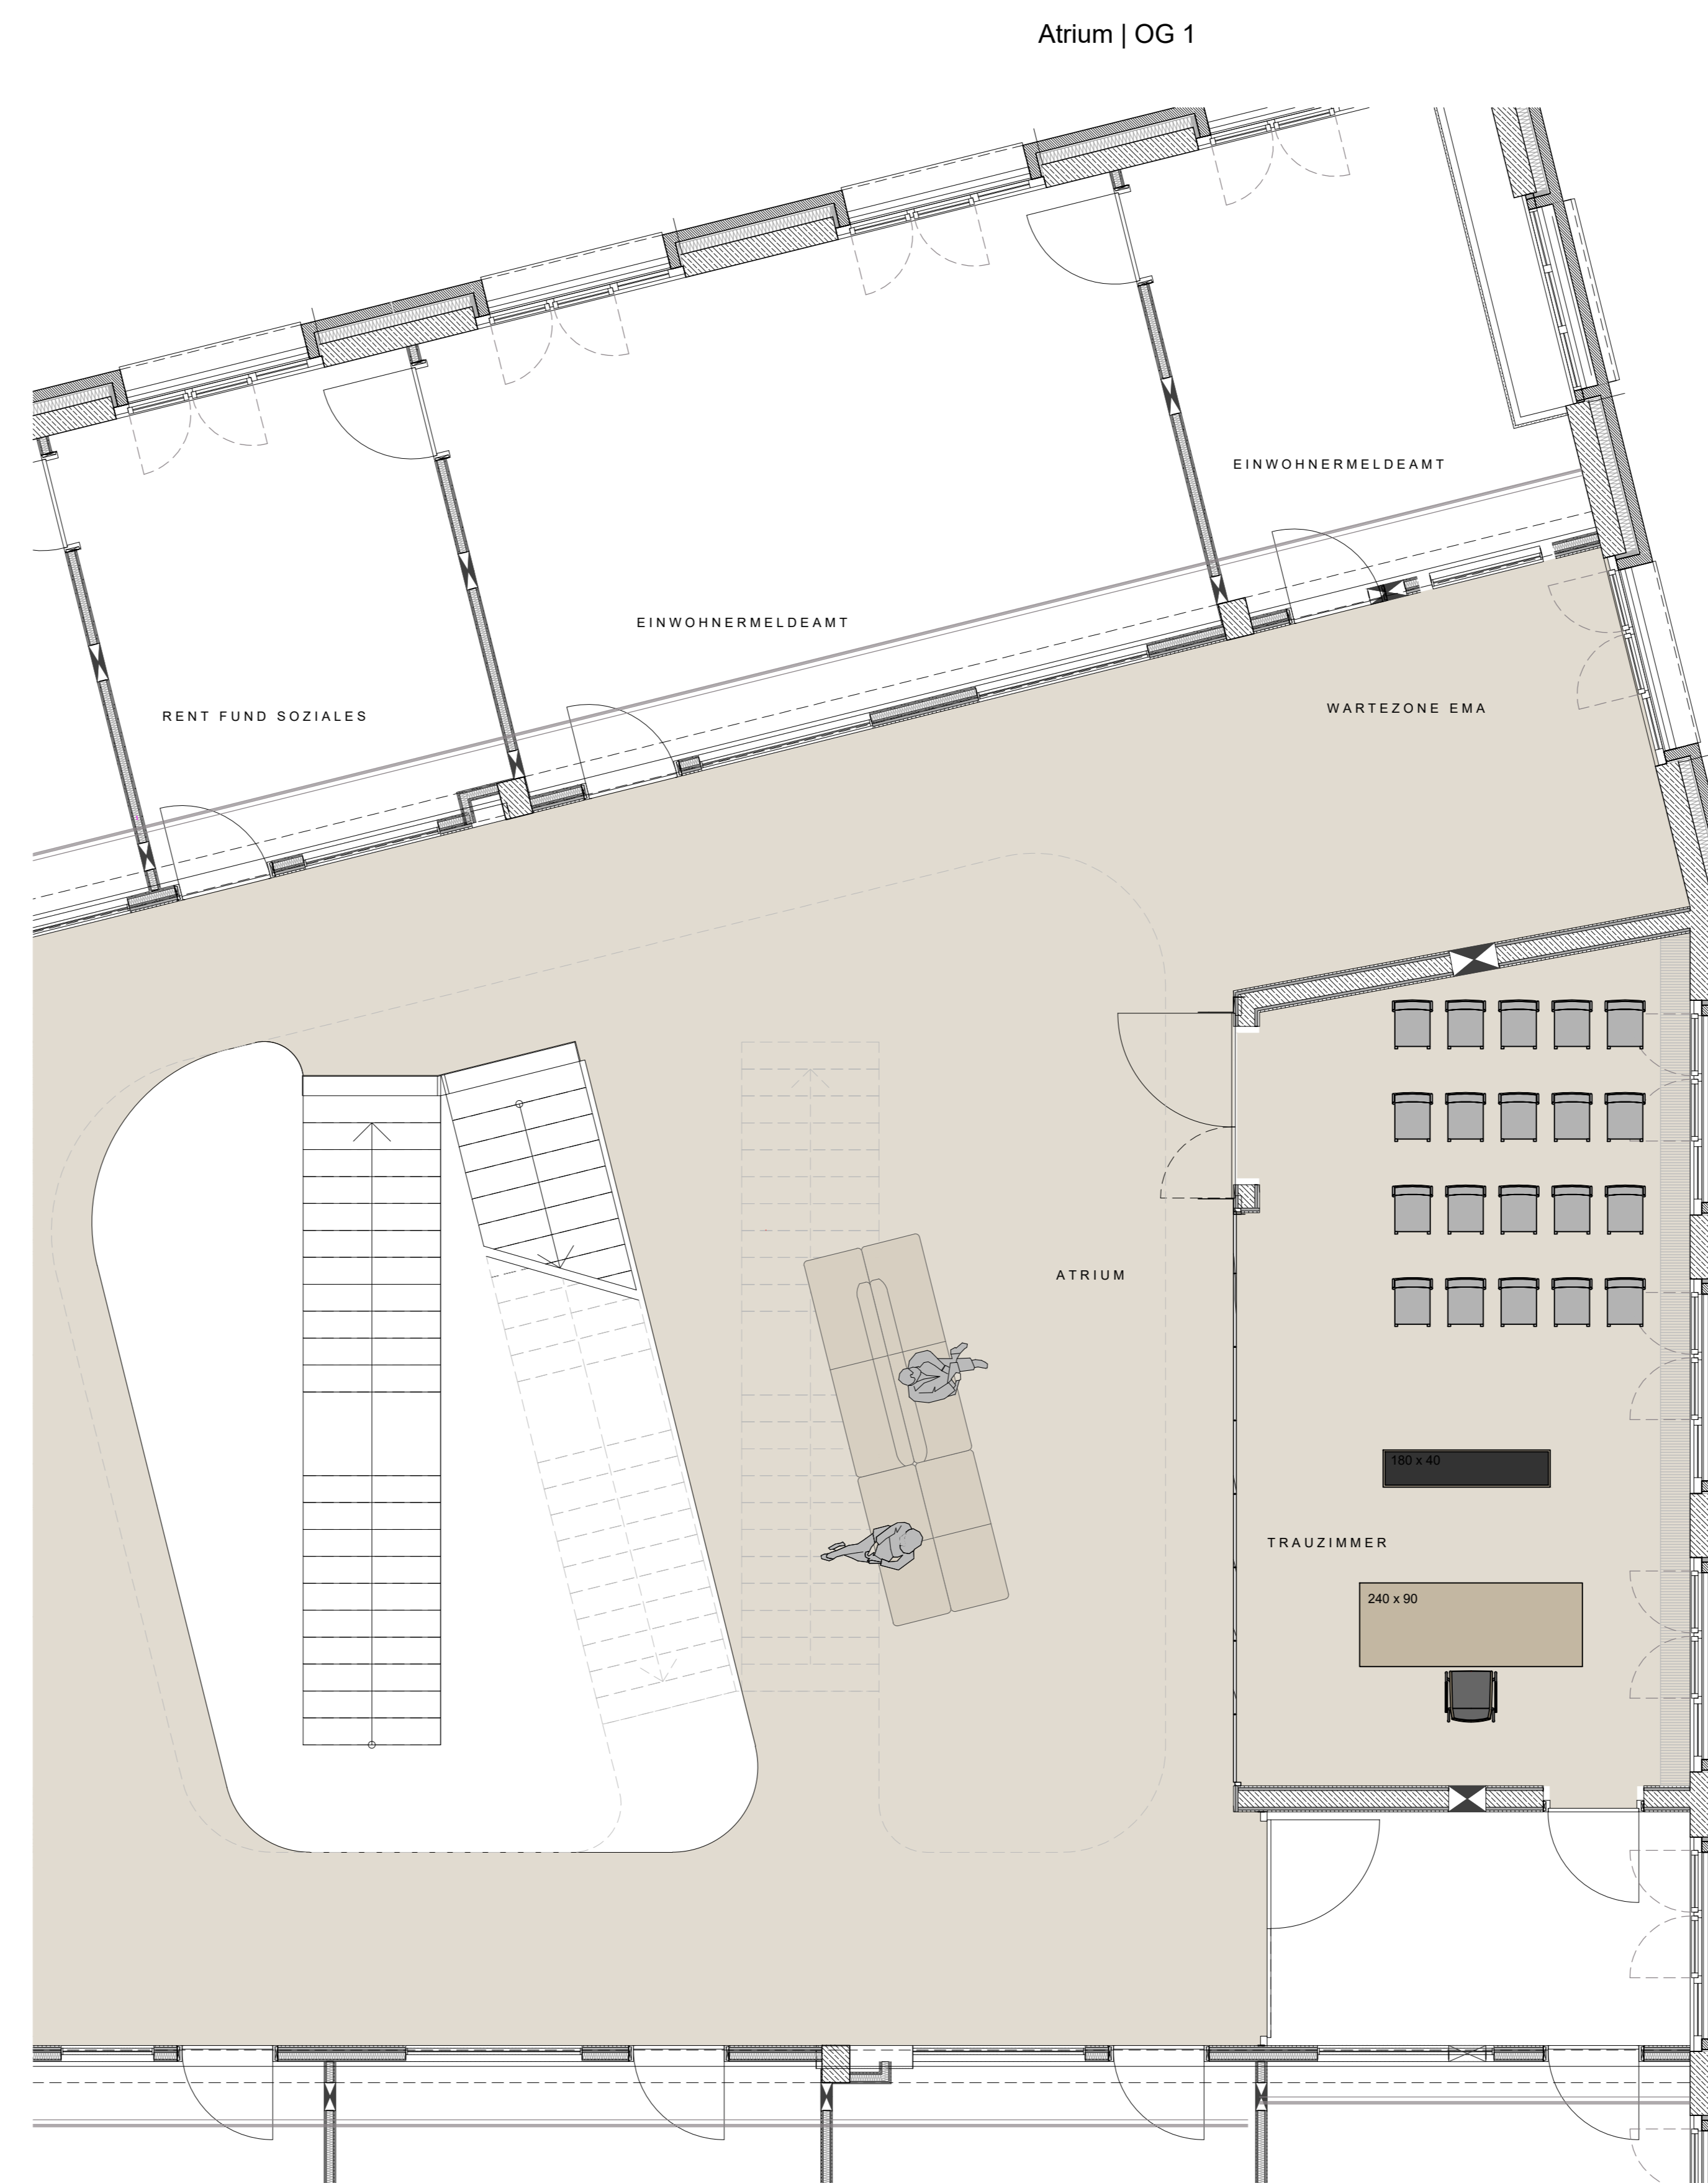 Atrium | OG 1
EINWOHNERMELDEAMT
EINWOHNERMELDEAMT
WARTEZONE EMA
RENT FUND SOZIALES
ATRIUM
180 x 40
TRAUZIMMER
240 x 90